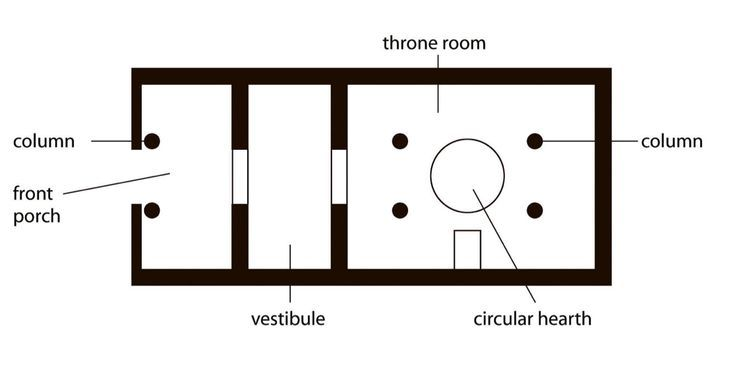 throne room
column
column
front
porch
vestibule
circular hearth